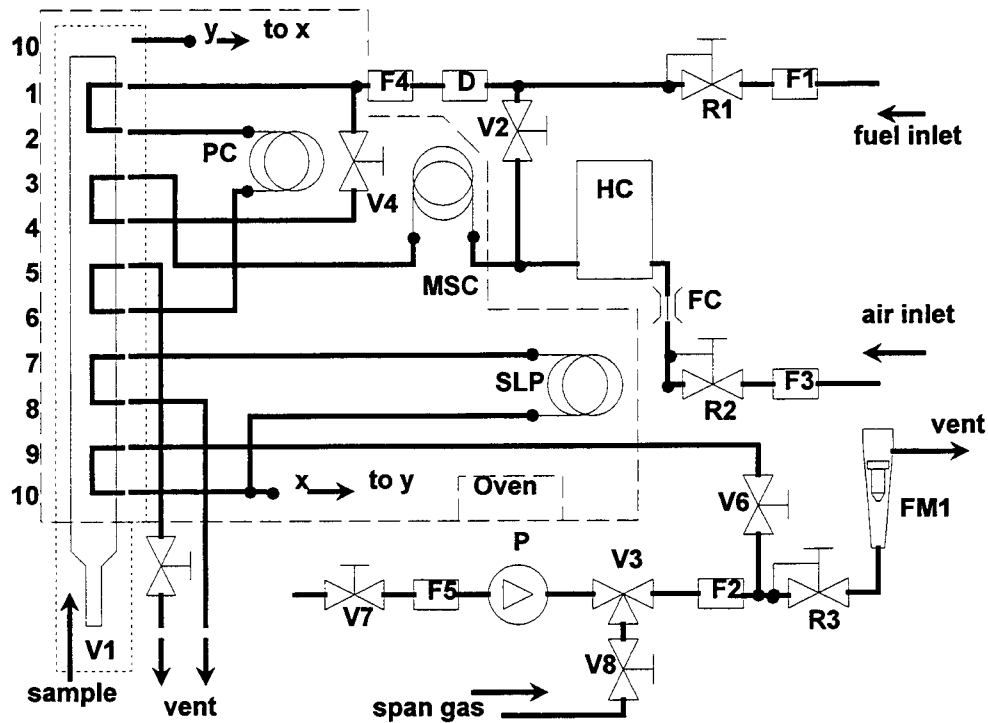 10
y
to x
1
F4
D
F1
R1
V2
fuel inlet
2
PC
3
V4
HC
4
5
MSC
FC
6
air inlet
7
SLP
F3
R2
8
9
vent
10
x
to y
Oven
V6
FM1
P
V3
F5
F2
V7
R3
V1
V8
sample
vent
span gas